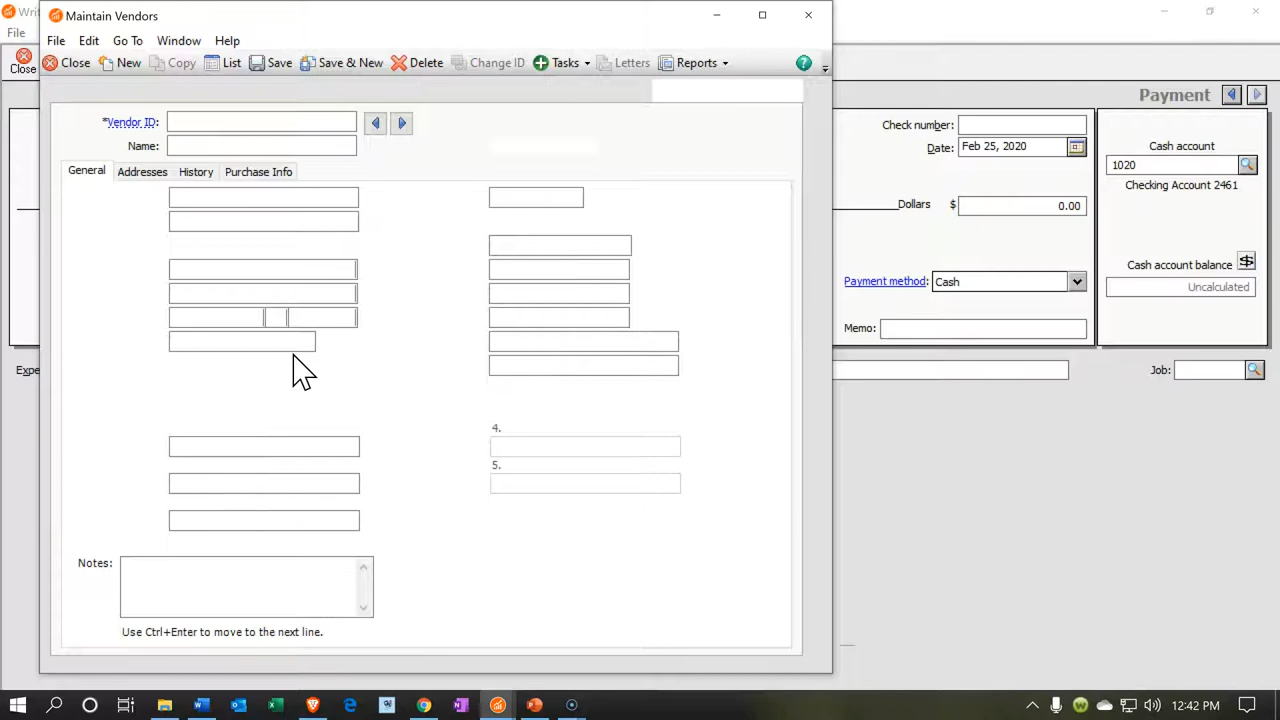 Writ
File
Close
Maintain Vendors
File Edit Go To Window Help
Close New Copy List Save Save & New Delete Change ID Tasks Letters Reports
*Vendor ID:
Name:
General Addresses History Purchase Info
4.
5.
Notes:
Use Ctrl+Enter to move to the next line.
Payment
Check number:
Date: Feb 25, 2020
Dollars $ 0.00
Payment method: Cash
Memo:
Cash account
1020
Checking Account 2461
Cash account balance
Uncalculated
Expe
Job:
12:42 PM